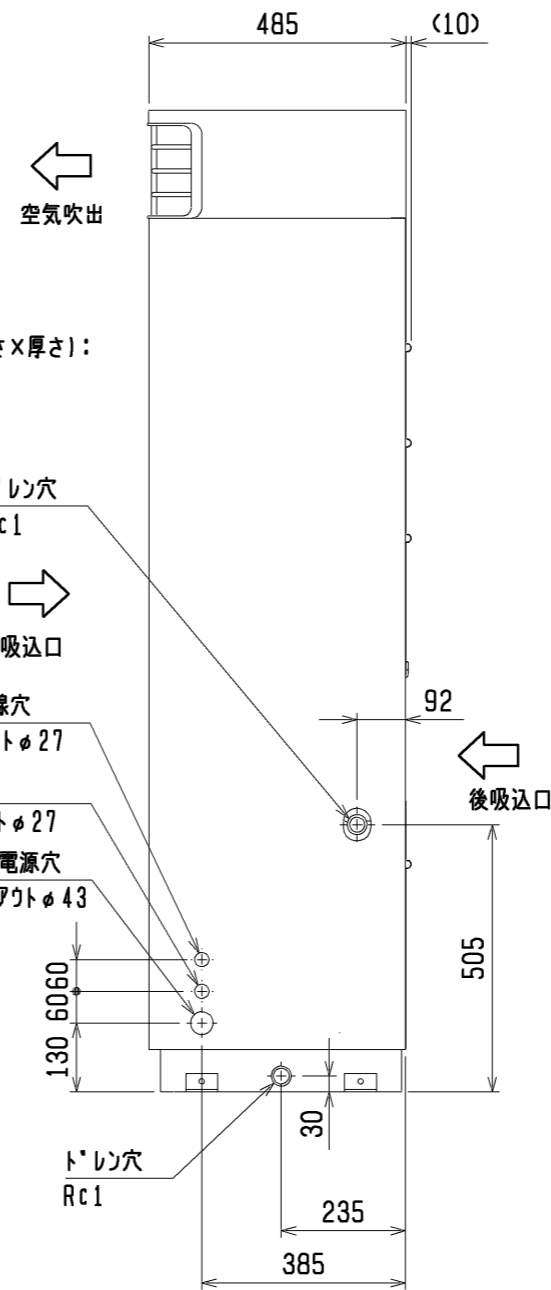 485
(10)
空気吹出
さ×厚さ):
ドレン穴
c1
吸込口
線穴
トφ27
92
後吸込口
トφ27
電源穴
アウトφ43
505
60
60
130
30
ドレン穴
Rc1
235
385